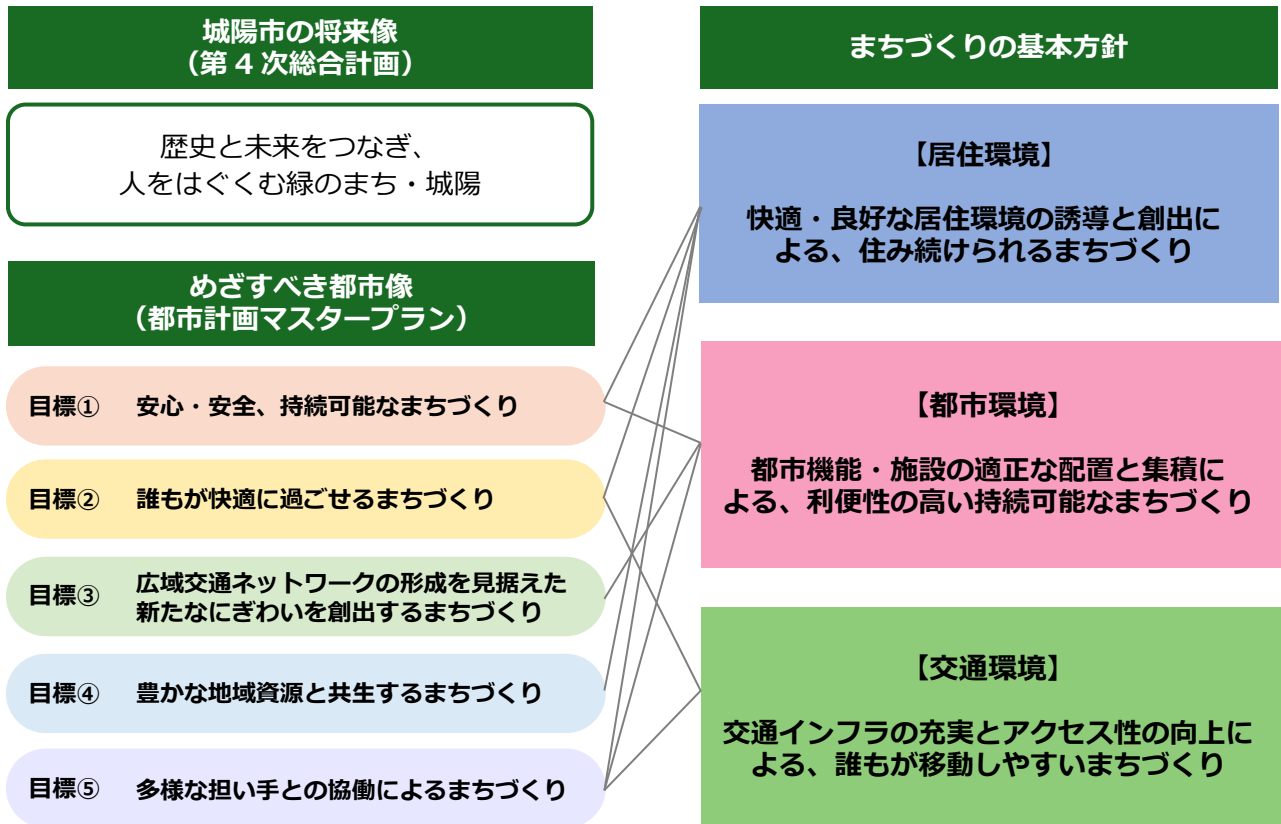 城陽市の将来像
（第 4 次総合計画）
歴史と未来をつなぎ、
人をはぐくむ緑のまち・城陽
めざすべき都市像
（都市計画マスタープラン）
目標① 安心・安全、持続可能なまちづくり
目標② 誰もが快適に過ごせるまちづくり
目標③ 広域交通ネットワークの形成を見据えた
新たなにぎわいを創出するまちづくり
目標④ 豊かな地域資源と共生するまちづくり
目標⑤ 多様な担い手との協働によるまちづくり
まちづくりの基本方針
【居住環境】
快適・良好な居住環境の誘導と創出に
よる、住み続けられるまちづくり
【都市環境】
都市機能・施設の適正な配置と集積に
よる、利便性の高い持続可能なまちづくり
【交通環境】
交通インフラの充実とアクセス性の向上に
よる、誰もが移動しやすいまちづくり